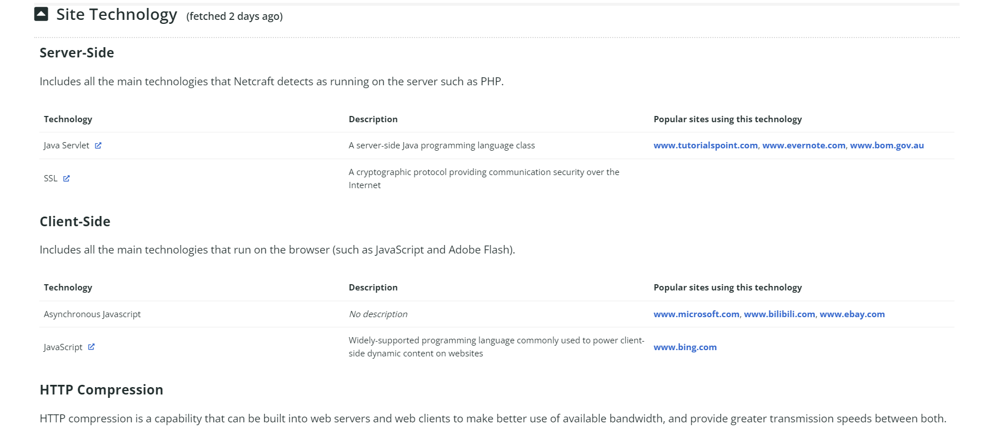 Site Technology (fetched 2 days ago)
Server-Side
Includes all the main technologies that Netcraft detects as running on the server such as PHP.
Technology Description Popular sites using this technology
Java Servlet A server-side Java programming language class www.tutorialspoint.com, www.evernote.com, www.bom.gov.au
SSL A cryptographic protocol providing communication security over the
Internet
Client-Side
Includes all the main technologies that run on the browser (such as JavaScript and Adobe Flash).
Technology Description Popular sites using this technology
Asynchronous Javascript No description www.microsoft.com, www.bilibili.com, www.ebay.com
JavaScript Widely-supported programming language commonly used to power client-
side dynamic content on websites www.bing.com
HTTP Compression
HTTP compression is a capability that can be built into web servers and web clients to make better use of available bandwidth, and provide greater transmission speeds between both.